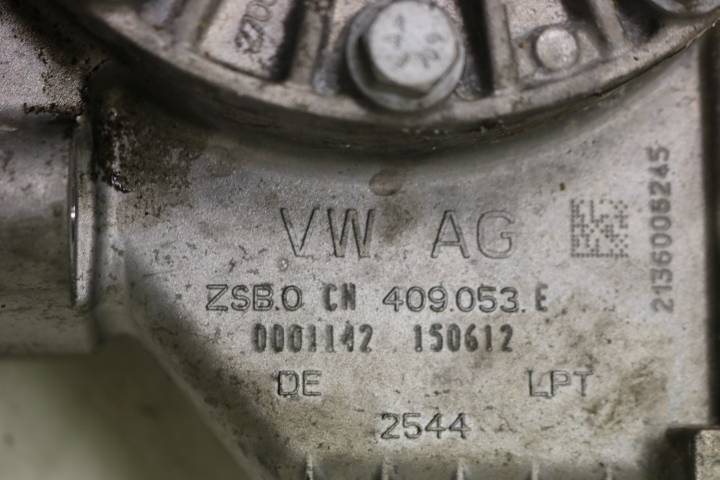 VW AG
ZSB.0 CN 409.053.E
0001142 150612
DE LPT
2544
2136006245